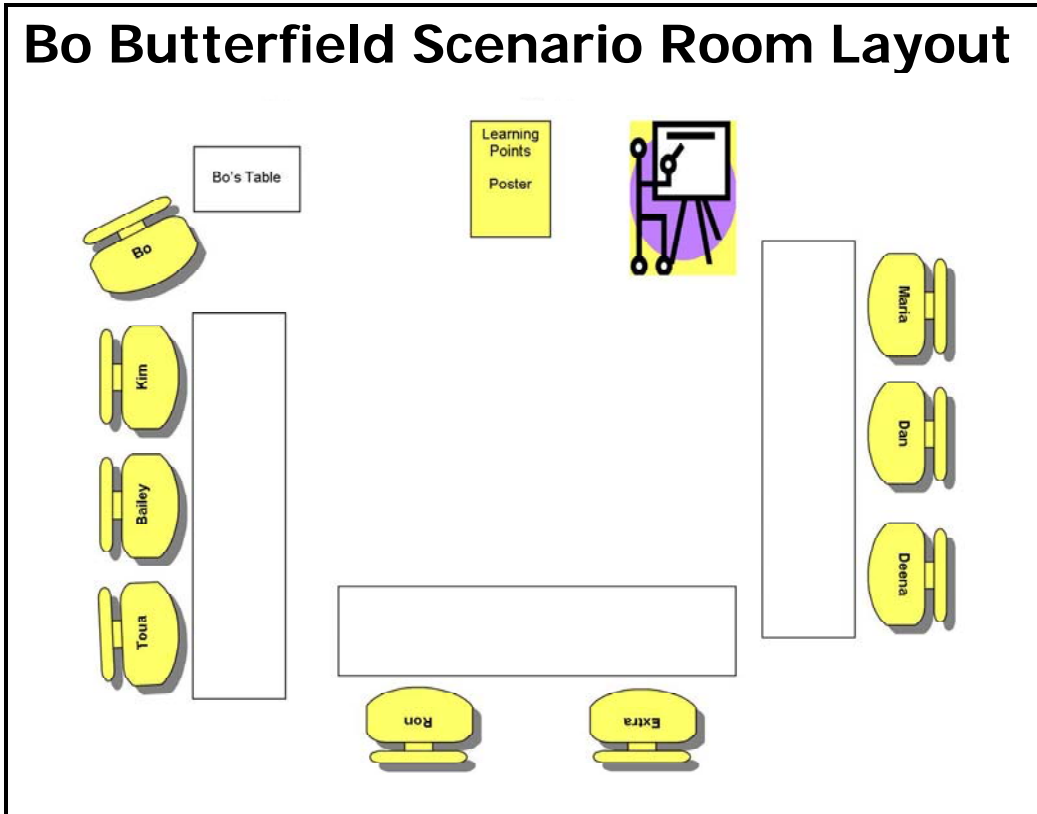 Bo Butterfield Scenario Room Layout
Learning
Points
Poster
Bo's Table
Bo
Kim
Bailey
Toua
Maria
Dan
Deena
Ron
Extra